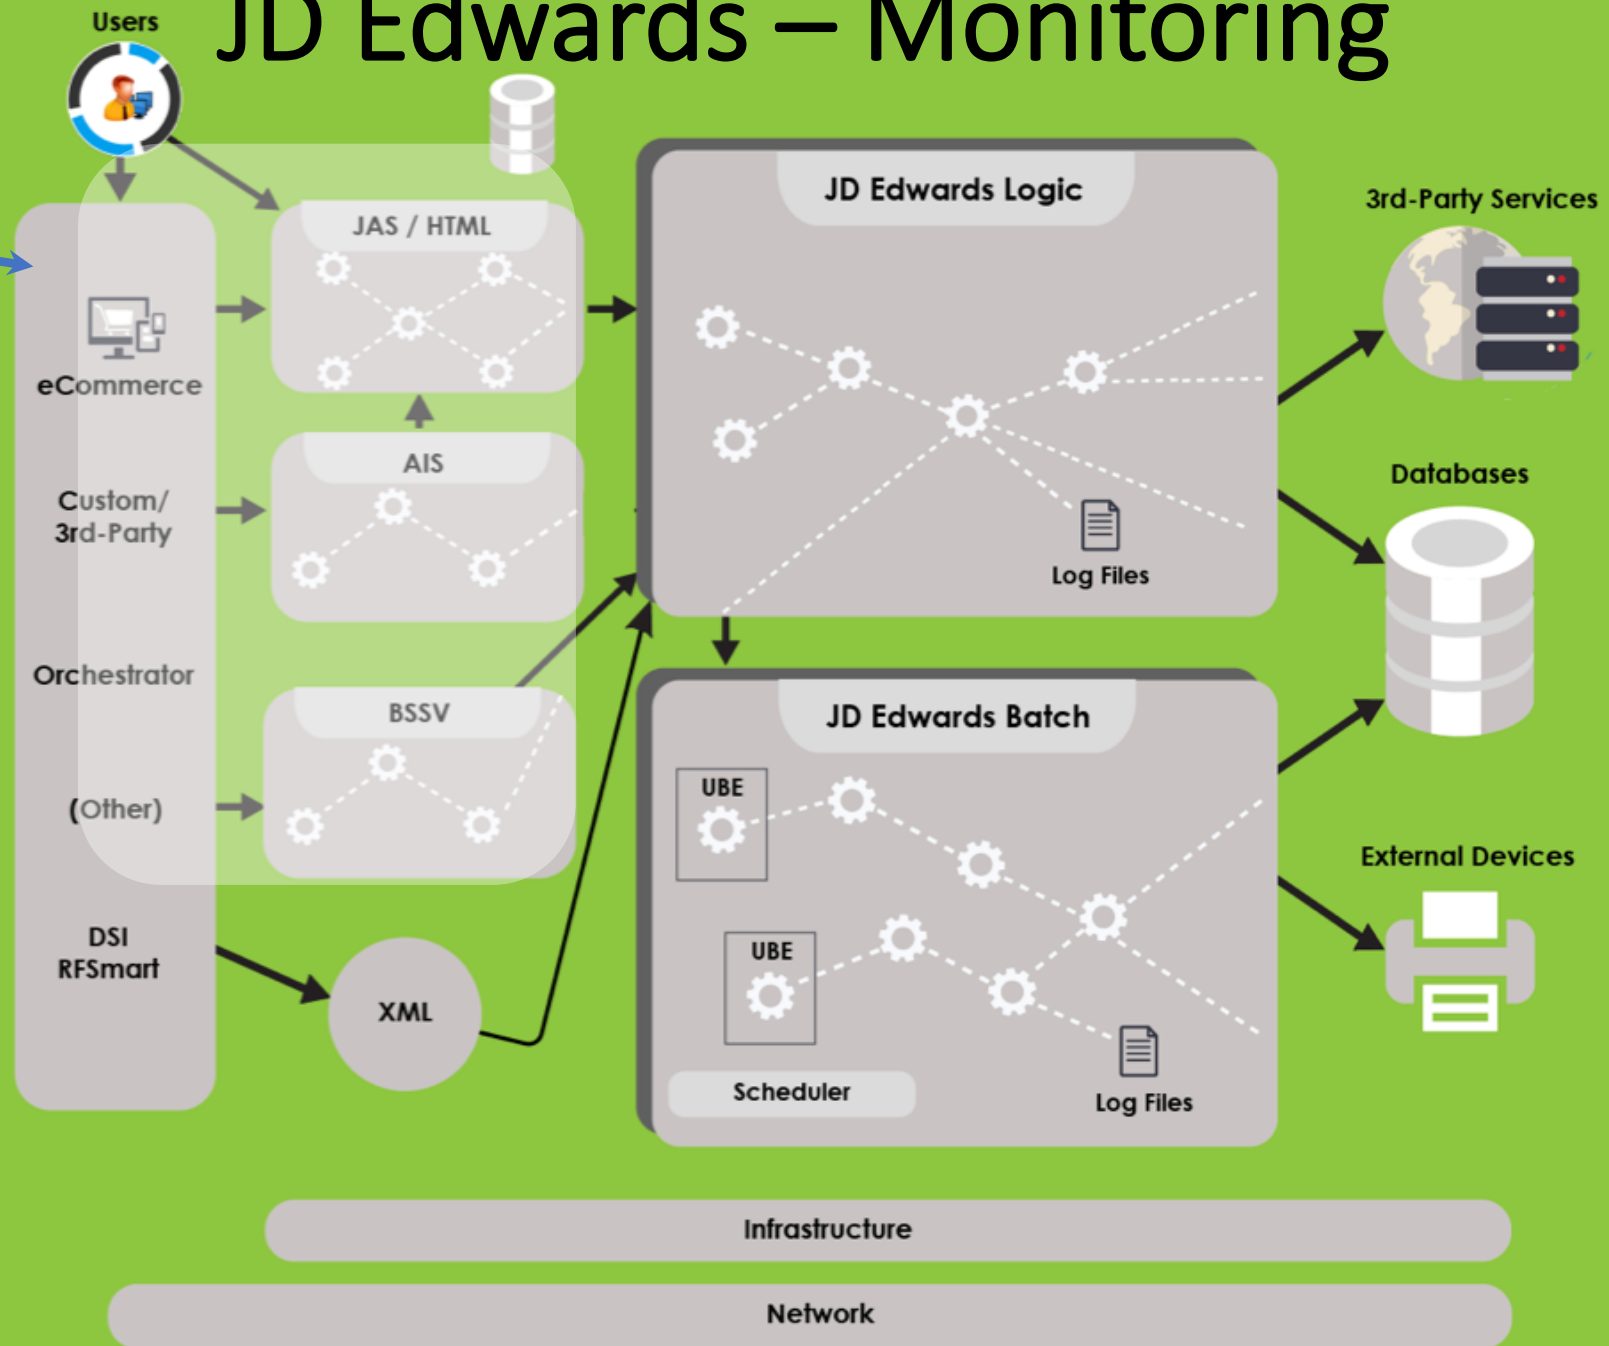 JD Edwards – Monitoring
Users
eCommerce
Custom/
3rd-Party
Orchestrator
(Other)
DSI
RFSmart
JAS / HTML
AIS
BSSV
XML
JD Edwards Logic
Log Files
JD Edwards Batch
UBE
UBE
Scheduler
Log Files
3rd-Party Services
Databases
External Devices
Infrastructure
Network